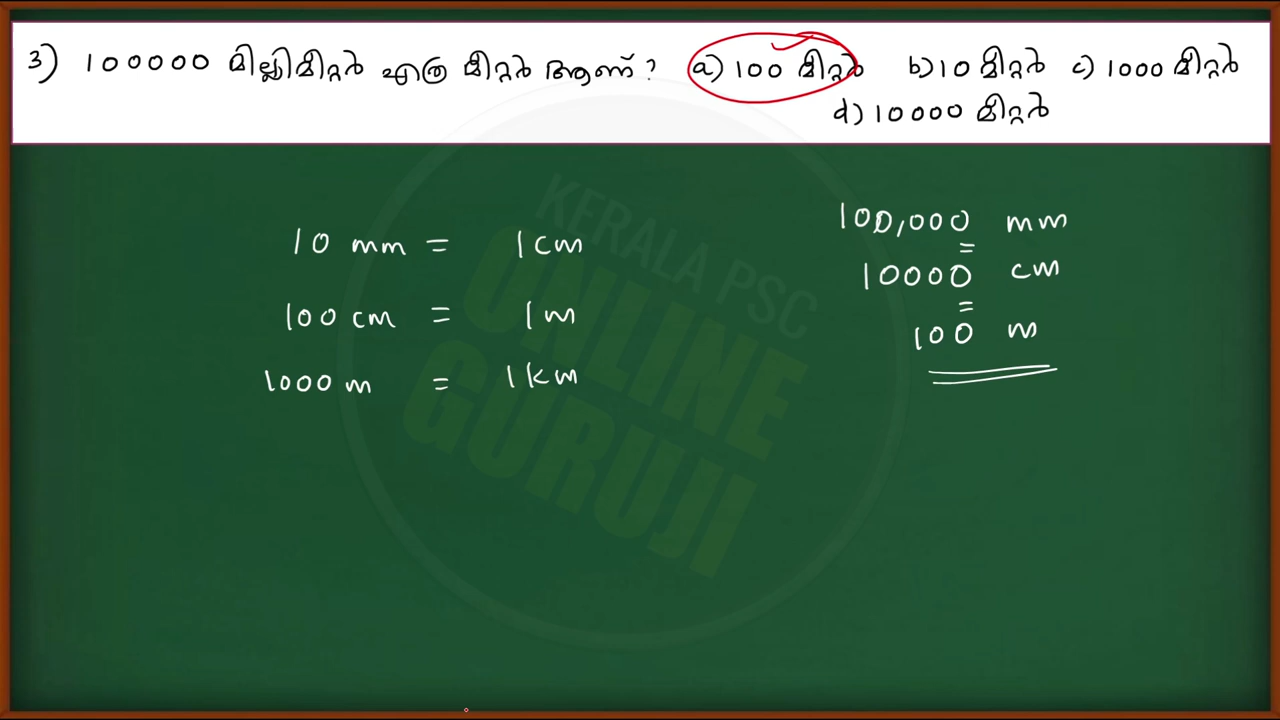 3) 100000 മില്ലിമീറ്റർ എത്ര മീറ്റർ ആണ്? a) 100 മീറ്റർ b) 10 മീറ്റർ c) 1000 മീറ്റർ
d) 10000 മീറ്റർ
10 mm = 1 cm
100 cm = 1 m
1000 m = 1 km
100,000 mm
=
10000 cm
=
100 m
KERALA PSC
ONLINE
GURUJI